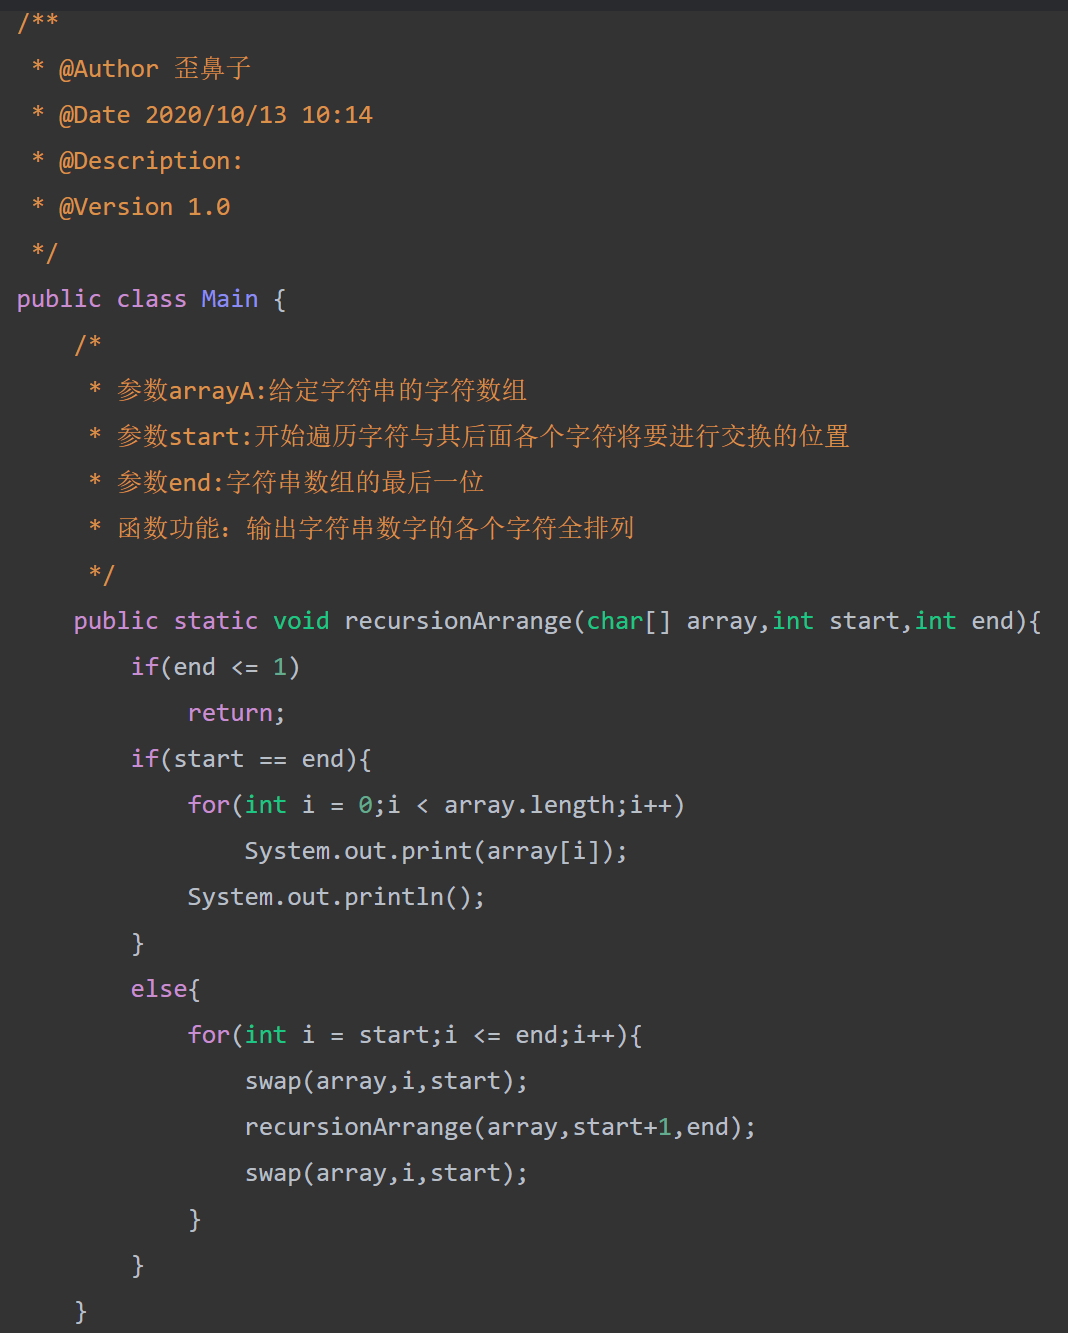 /**
 * @Author 歪鼻子
 * @Date 2020/10/13 10:14
 * @Description:
 * @Version 1.0
 */
public class Main {
    /*
     * 参数arrayA:给定字符串的字符数组
     * 参数start:开始遍历字符与其后面各个字符将要进行交换的位置
     * 参数end:字符串数组的最后一位
     * 函数功能：输出字符串数字的各个字符全排列
     */
    public static void recursionArrange(char[] array,int start,int end){
        if(end <= 1)
            return;
        if(start == end){
            for(int i = 0;i < array.length;i++)
                System.out.print(array[i]);
            System.out.println();
        }
        else{
            for(int i = start;i <= end;i++){
                swap(array,i,start);
                recursionArrange(array,start+1,end);
                swap(array,i,start);
            }
        }
    }